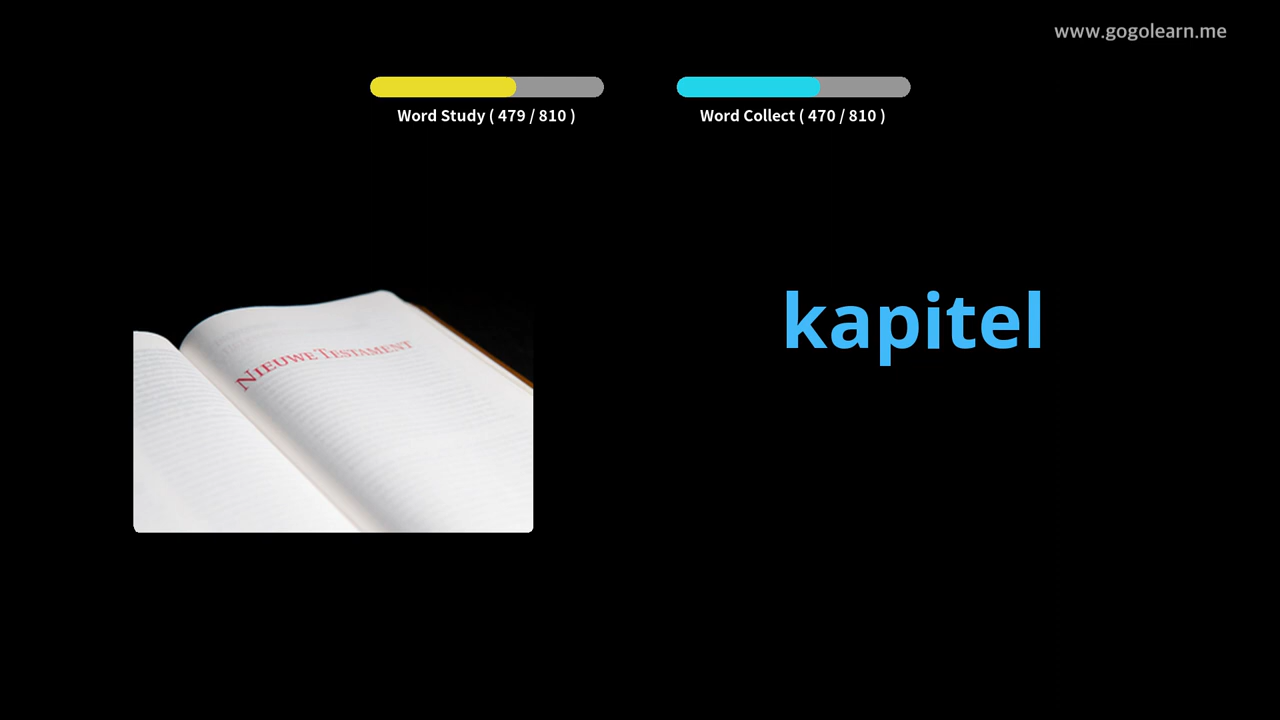 www.gogolearn.me
Word Study ( 479 / 810 )
Word Collect ( 470 / 810 )
NIEUWE TESTAMENT
kapitel